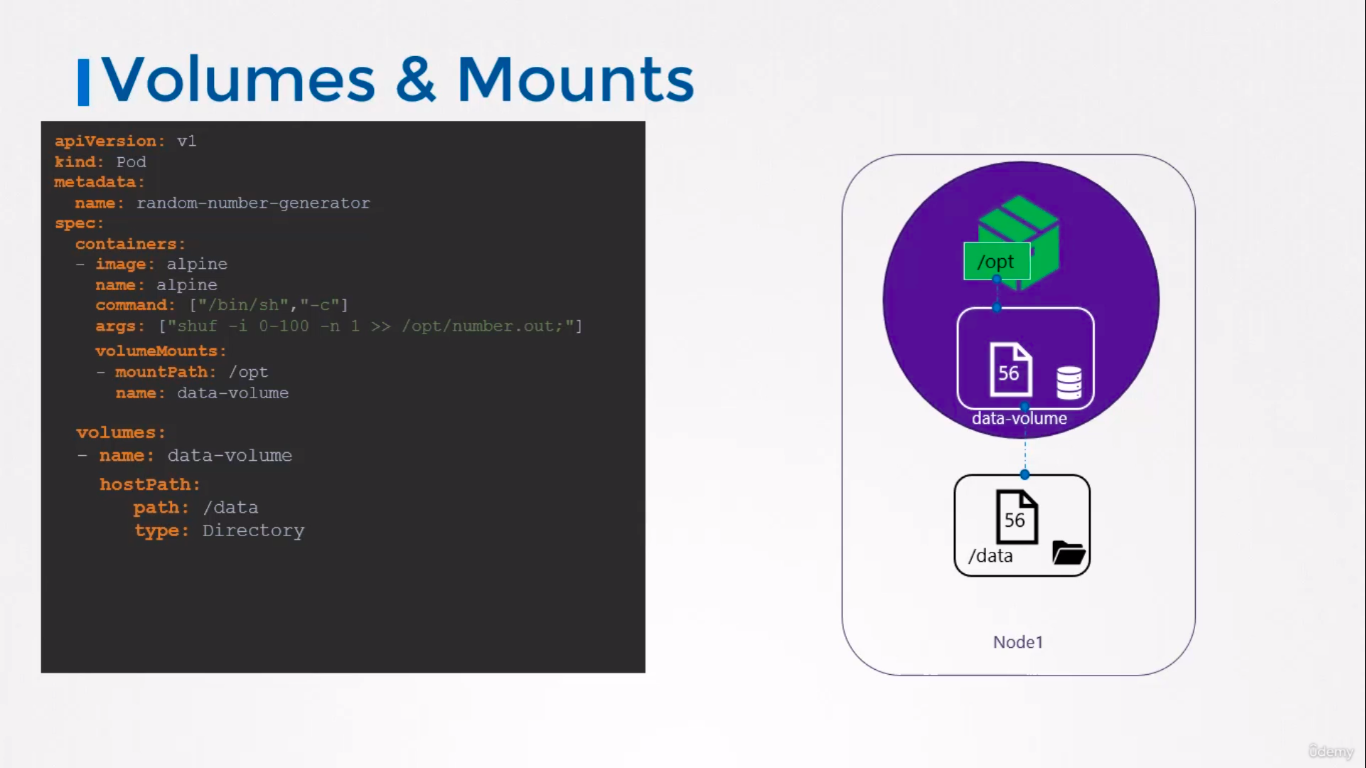 Volumes & Mounts
apiVersion: v1
kind: Pod
metadata:
  name: random-number-generator
spec:
  containers:
  - image: alpine
    name: alpine
    command: ["/bin/sh","-c"]
    args: ["shuf -i 0-100 -n 1 >> /opt/number.out;"]
    volumeMounts:
    - mountPath: /opt
      name: data-volume
  volumes:
  - name: data-volume
    hostPath:
       path: /data
       type: Directory
/opt
56
data-volume
56
/data
Node1
ûdemy